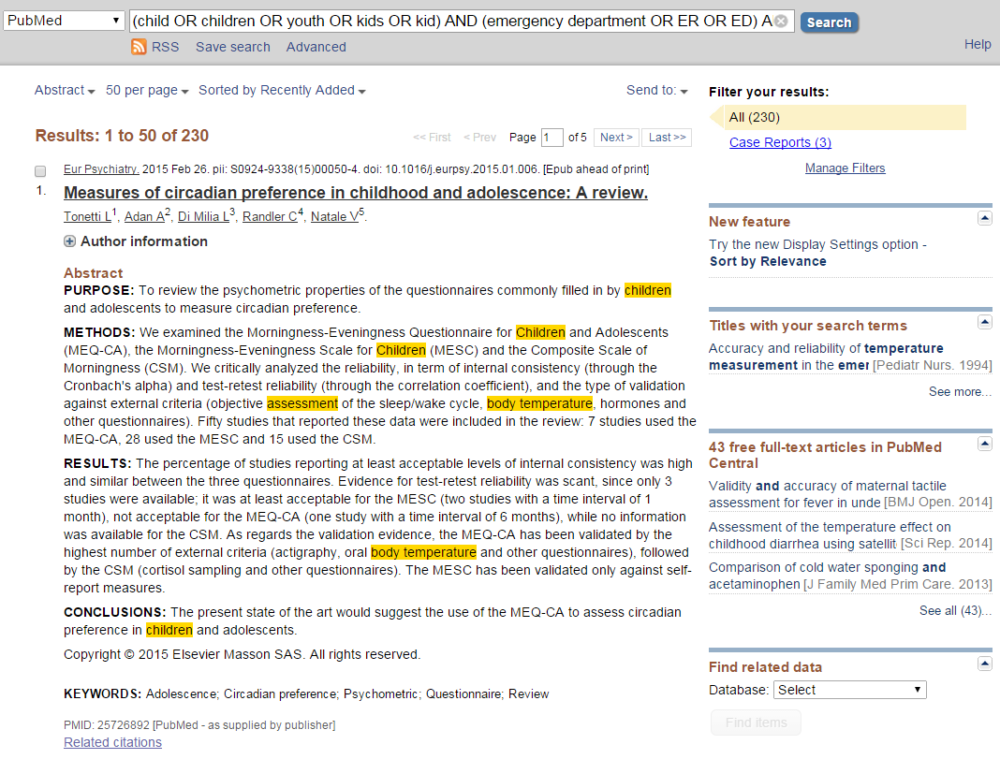 PubMed
(child OR children OR youth OR kids OR kid) AND (emergency department OR ER OR ED) A
Search
RSS Save search Advanced
Help
Abstract 50 per page Sorted by Recently Added
Send to:
Results: 1 to 50 of 230
<< First < Prev Page 1 of 5 Next > Last >>
Eur Psychiatry. 2015 Feb 26. pii: S0924-9338(15)00050-4. doi: 10.1016/j.eurpsy.2015.01.006. [Epub ahead of print]
1. Measures of circadian preference in childhood and adolescence: A review.
Tonetti L1, Adan A2, Di Milia L3, Randler C4, Natale V5.
Author information
Abstract
PURPOSE: To review the psychometric properties of the questionnaires commonly filled in by children
and adolescents to measure circadian preference.
METHODS: We examined the Morningness-Eveningness Questionnaire for Children and Adolescents
(MEQ-CA), the Morningness-Eveningness Scale for Children (MESC) and the Composite Scale of
Morningness (CSM). We critically analyzed the reliability, in term of internal consistency (through the
Cronbach's alpha) and test-retest reliability (through the correlation coefficient), and the type of validation
against external criteria (objective assessment of the sleep/wake cycle, body temperature, hormones and
other questionnaires). Fifty studies that reported these data were included in the review: 7 studies used the
MEQ-CA, 28 used the MESC and 15 used the CSM.
RESULTS: The percentage of studies reporting at least acceptable levels of internal consistency was high
and similar between the three questionnaires. Evidence for test-retest reliability was scant, since only 3
studies were available; it was at least acceptable for the MESC (two studies with a time interval of 1
month), not acceptable for the MEQ-CA (one study with a time interval of 6 months), while no information
was available for the CSM. As regards the validation evidence, the MEQ-CA has been validated by the
highest number of external criteria (actigraphy, oral body temperature and other questionnaires), followed
by the CSM (cortisol sampling and other questionnaires). The MESC has been validated only against self-
report measures.
CONCLUSIONS: The present state of the art would suggest the use of the MEQ-CA to assess circadian
preference in children and adolescents.
Copyright © 2015 Elsevier Masson SAS. All rights reserved.
KEYWORDS: Adolescence; Circadian preference; Psychometric; Questionnaire; Review
PMID: 25726892 [PubMed - as supplied by publisher]
Related citations
Filter your results:
All (230)
Case Reports (3)
Manage Filters
New feature
Try the new Display Settings option -
Sort by Relevance
Titles with your search terms
Accuracy and reliability of temperature
measurement in the emer [Pediatr Nurs. 1994]
See more...
43 free full-text articles in PubMed
Central
Validity and accuracy of maternal tactile
assessment for fever in unde [BMJ Open. 2014]
Assessment of the temperature effect on
childhood diarrhea using satellit [Sci Rep. 2014]
Comparison of cold water sponging and
acetaminophen [J Family Med Prim Care. 2013]
See all (43)...
Find related data
Database: Select
Find items